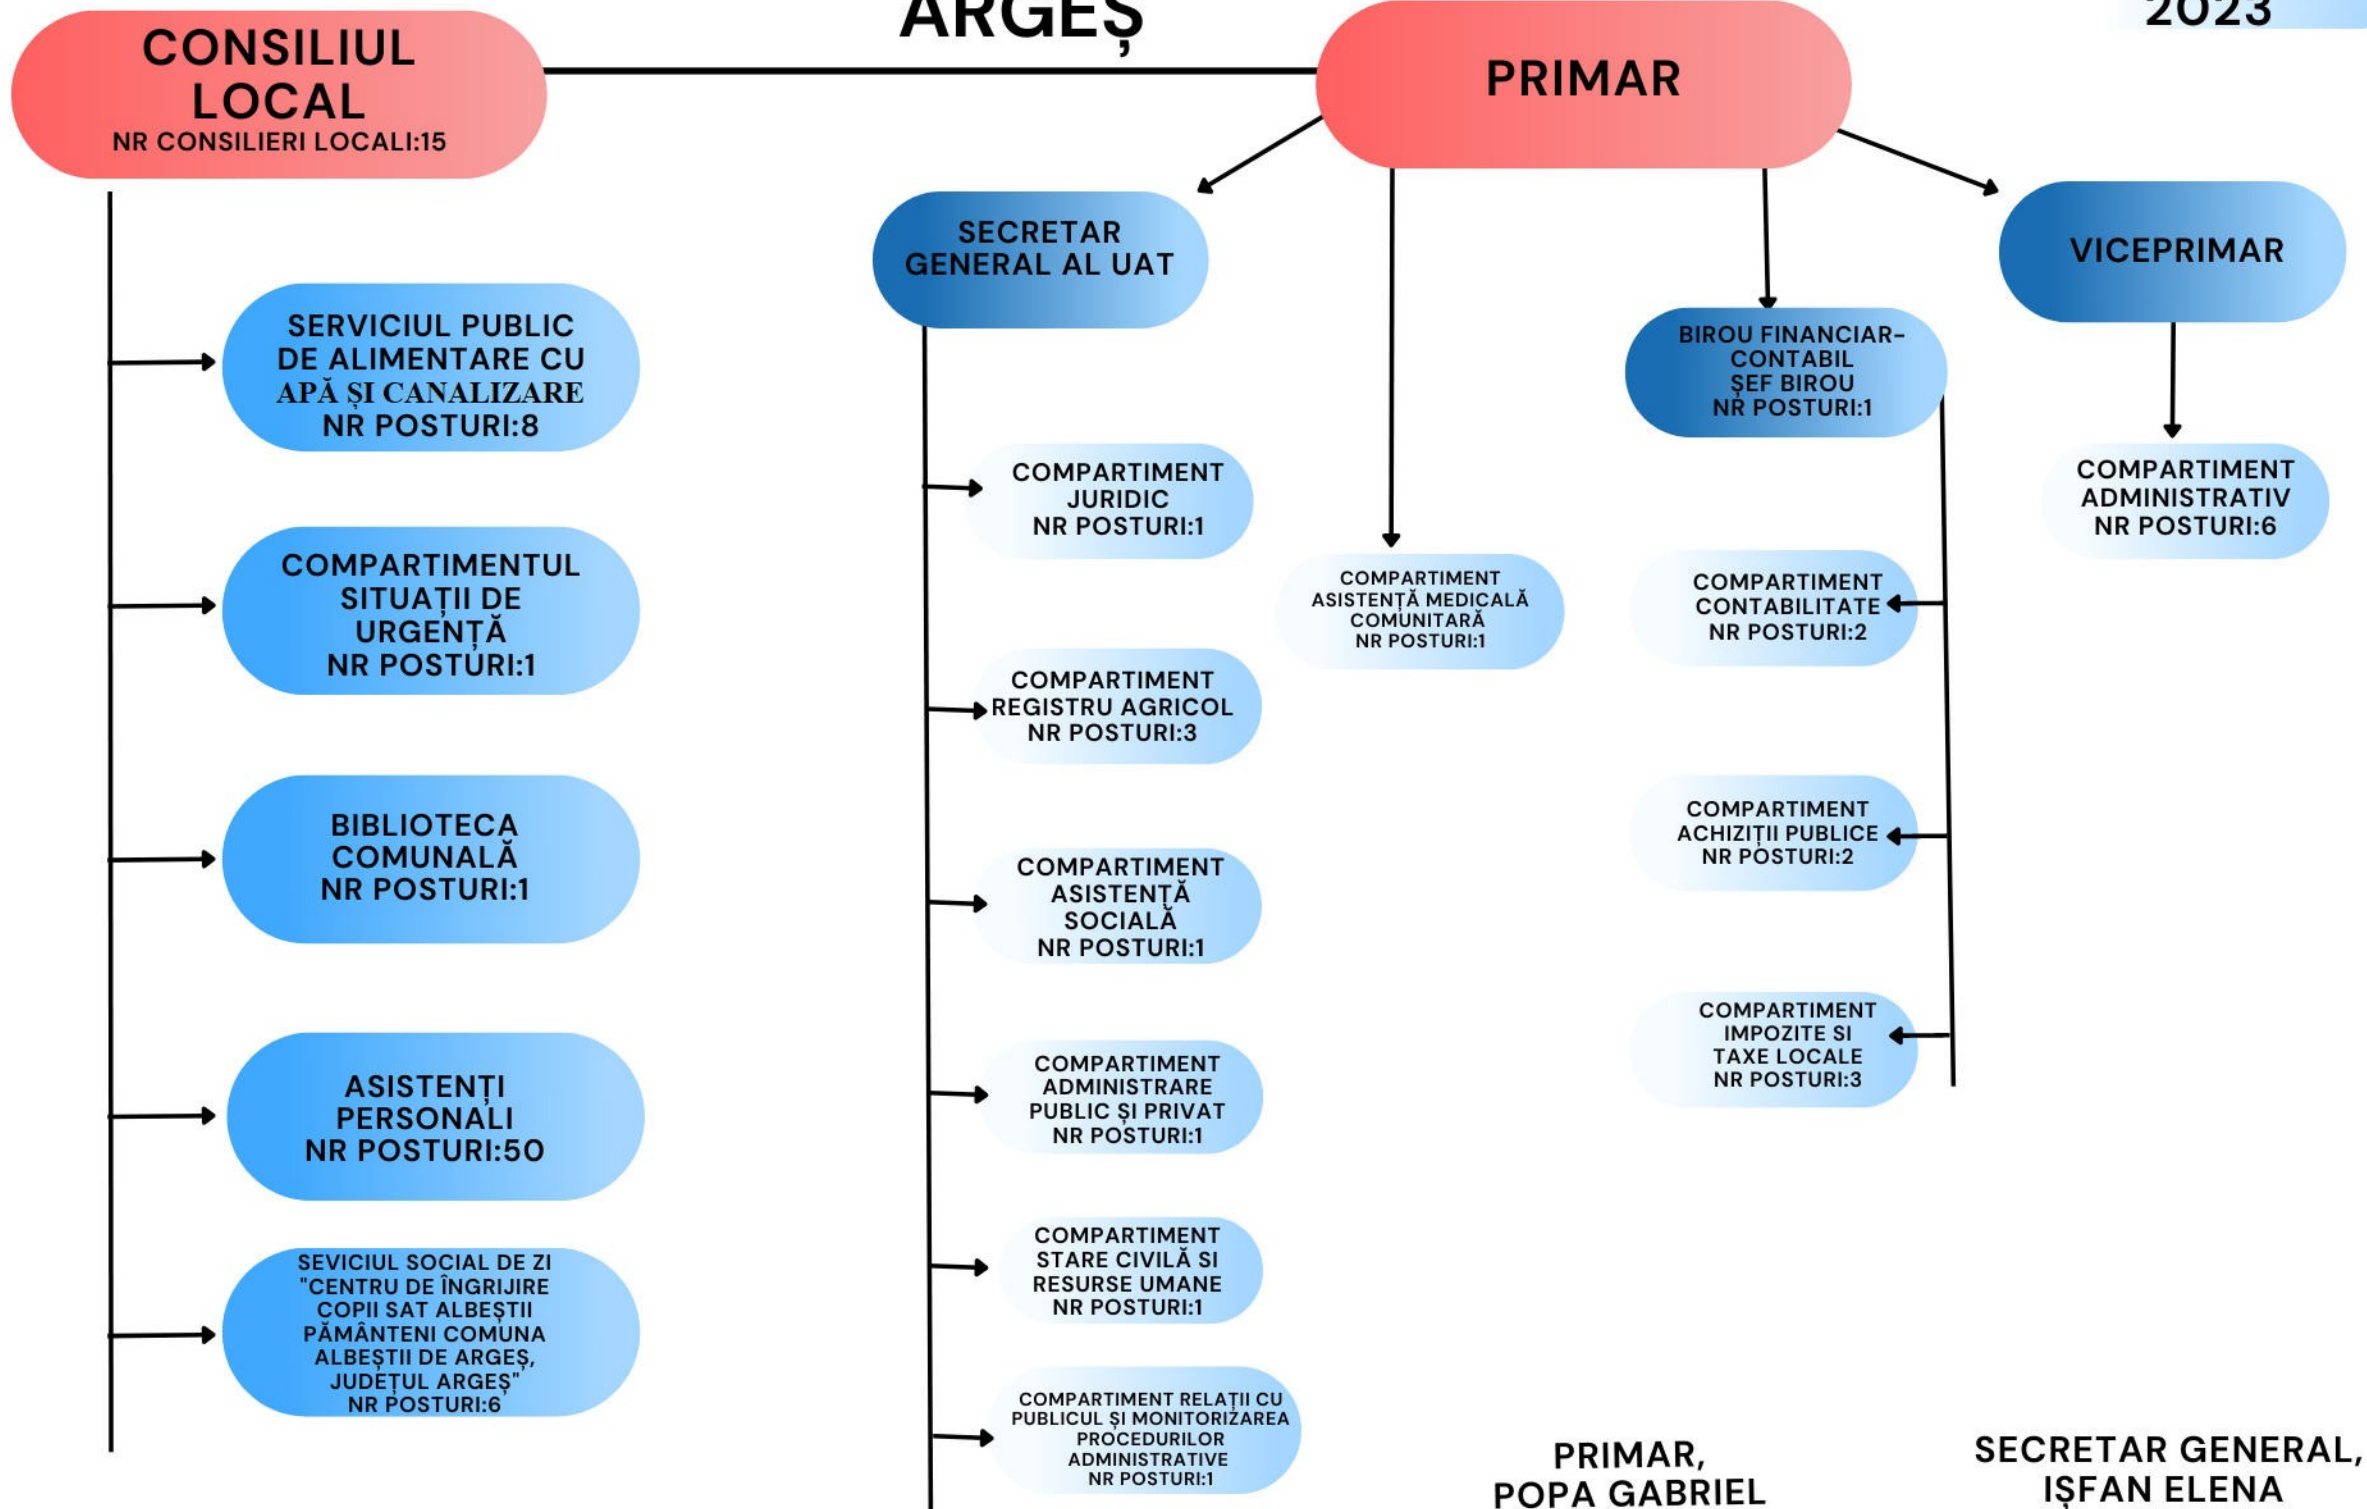 ARGEȘ
2023
CONSILIUL
LOCAL
NR CONSILIERI LOCALI:15
PRIMAR
SERVICIUL PUBLIC
DE ALIMENTARE CU
APĂ ȘI CANALIZARE
NR POSTURI:8
COMPARTIMENTUL
SITUAȚII DE
URGENȚĂ
NR POSTURI:1
BIBLIOTECA
COMUNALĂ
NR POSTURI:1
ASISTENȚI
PERSONALI
NR POSTURI:50
SEVICIUL SOCIAL DE ZI
"CENTRU DE ÎNGRIJIRE
COPII SAT ALBEȘTII
PĂMÂNTENI COMUNA
ALBEȘTII DE ARGEȘ,
JUDEȚUL ARGEȘ"
NR POSTURI:6
SECRETAR
GENERAL AL UAT
COMPARTIMENT
JURIDIC
NR POSTURI:1
COMPARTIMENT
REGISTRU AGRICOL
NR POSTURI:3
COMPARTIMENT
ASISTENȚĂ
SOCIALĂ
NR POSTURI:1
COMPARTIMENT
ADMINISTRARE
PUBLIC ȘI PRIVAT
NR POSTURI:1
COMPARTIMENT
STARE CIVILĂ SI
RESURSE UMANE
NR POSTURI:1
COMPARTIMENT RELAȚII CU
PUBLICUL ȘI MONITORIZAREA
PROCEDURILOR
ADMINISTRATIVE
NR POSTURI:1
COMPARTIMENT
ASISTENȚĂ MEDICALĂ
COMUNITARĂ
NR POSTURI:1
BIROU FINANCIAR-
CONTABIL
ȘEF BIROU
NR POSTURI:1
COMPARTIMENT
CONTABILITATE
NR POSTURI:2
COMPARTIMENT
ACHIZIȚII PUBLICE
NR POSTURI:2
COMPARTIMENT
IMPOZITE SI
TAXE LOCALE
NR POSTURI:3
VICEPRIMAR
COMPARTIMENT
ADMINISTRATIV
NR POSTURI:6
PRIMAR,
POPA GABRIEL
SECRETAR GENERAL,
IȘFAN ELENA